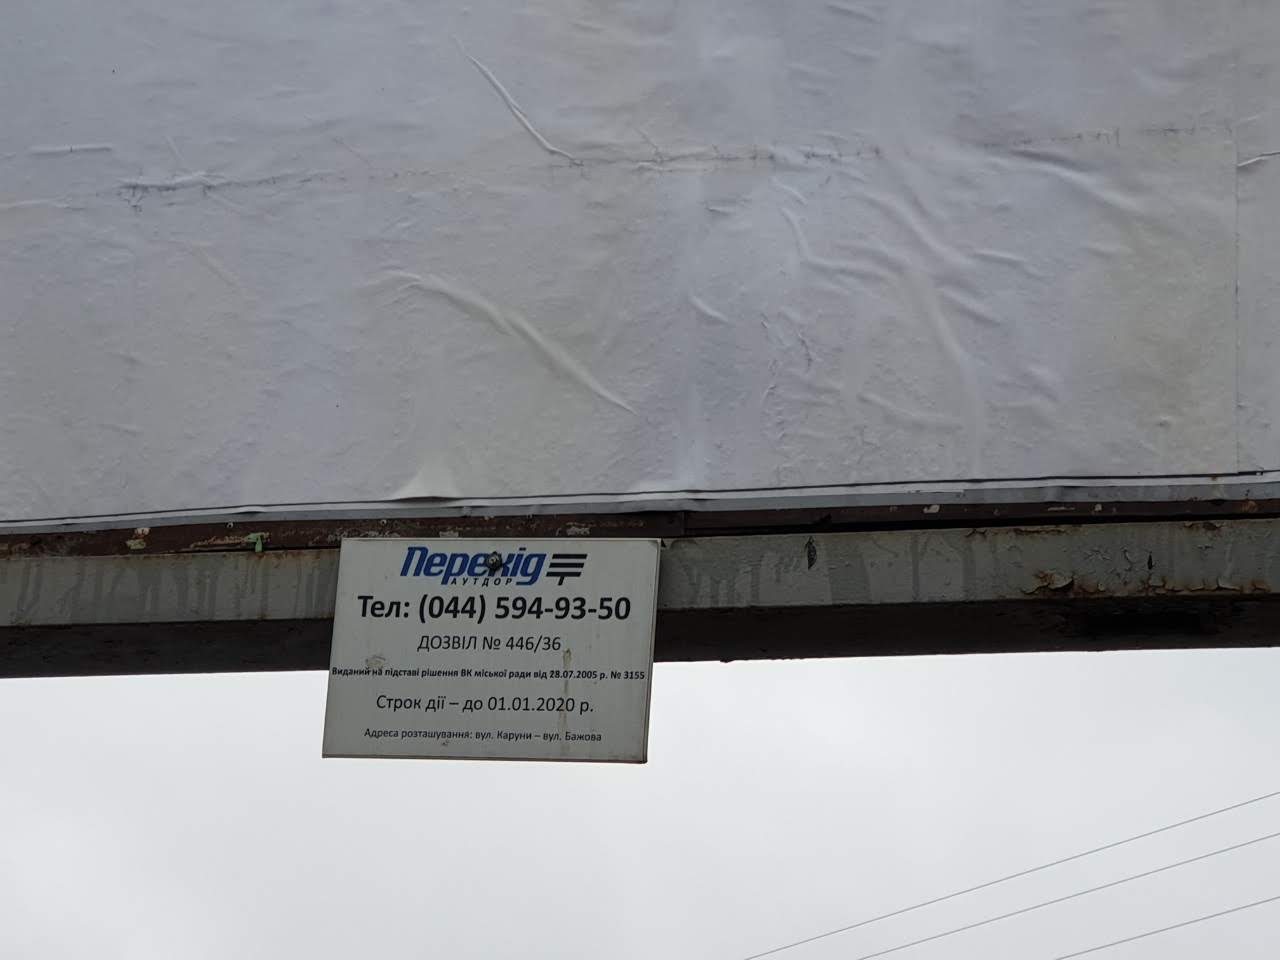 Перехід
АУТДОР
Тел: (044) 594-93-50
ДОЗВІЛ № 446/36
Виданий на підставі рішення ВК міської ради від 28.07.2005 р. № 3155
Строк дії – до 01.01.2020 р.
Адреса розташування: вул. Каруни – вул. Бажова